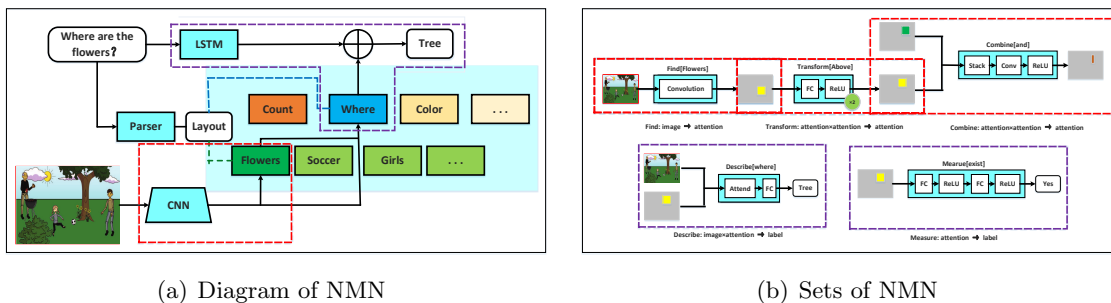 Where are the
flowers?
LSTM
Tree
Count
Where
Color
. . .
Parser
Layout
Flowers
Soccer
Girls
. . .
CNN
(a) Diagram of NMN
Find[Flowers]
Convolution
Transform[Above]
FC
ReLU
×2
Combine[and]
Stack
Conv
ReLU
Find: image ➔ attention
Transform: attention×attention ➔ attention
Combine: attention×attention ➔ attention
Describe[where]
Attend
FC
Tree
Describe: image×attention ➔ label
Mearue[exist]
FC
ReLU
FC
ReLU
Yes
Measure: attention ➔ label
(b) Sets of NMN